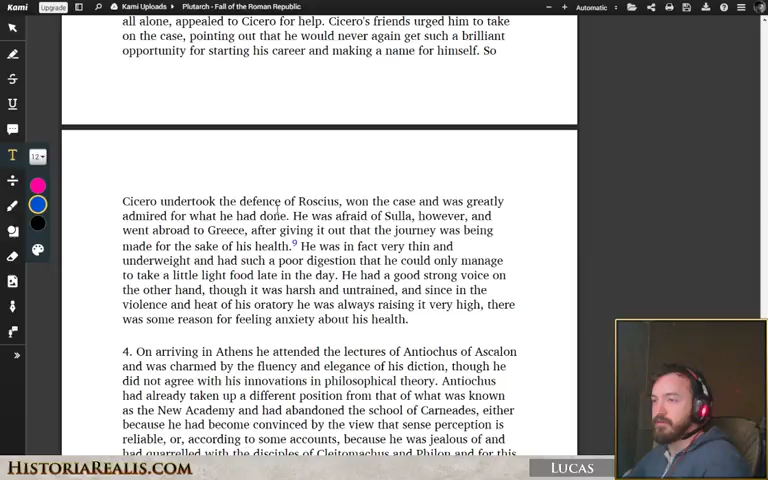 Kami
Upgrade
Kami Uploads
Plutarch - Fall of the Roman Republic
Automatic
all alone, appealed to Cicero for help. Cicero's friends urged him to take
on the case, pointing out that he would never again get such a brilliant
opportunity for starting his career and making a name for himself. So
T
12
Cicero undertook the defence of Roscius, won the case and was greatly
admired for what he had done. He was afraid of Sulla, however, and
went abroad to Greece, after giving it out that the journey was being
made for the sake of his health.9 He was in fact very thin and
underweight and had such a poor digestion that he could only manage
to take a little light food late in the day. He had a good strong voice on
the other hand, though it was harsh and untrained, and since in the
violence and heat of his oratory he was always raising it very high, there
was some reason for feeling anxiety about his health.
4. On arriving in Athens he attended the lectures of Antiochus of Ascalon
and was charmed by the fluency and elegance of his diction, though he
did not agree with his innovations in philosophical theory. Antiochus
had already taken up a different position from that of what was known
as the New Academy and had abandoned the school of Carneades, either
because he had become convinced by the view that sense perception is
reliable, or, according to some accounts, because he was jealous of and
had quarrelled with the disciples of Cleitomachus and Philon and for this
HISTORIAREALIS.COM
LUCAS